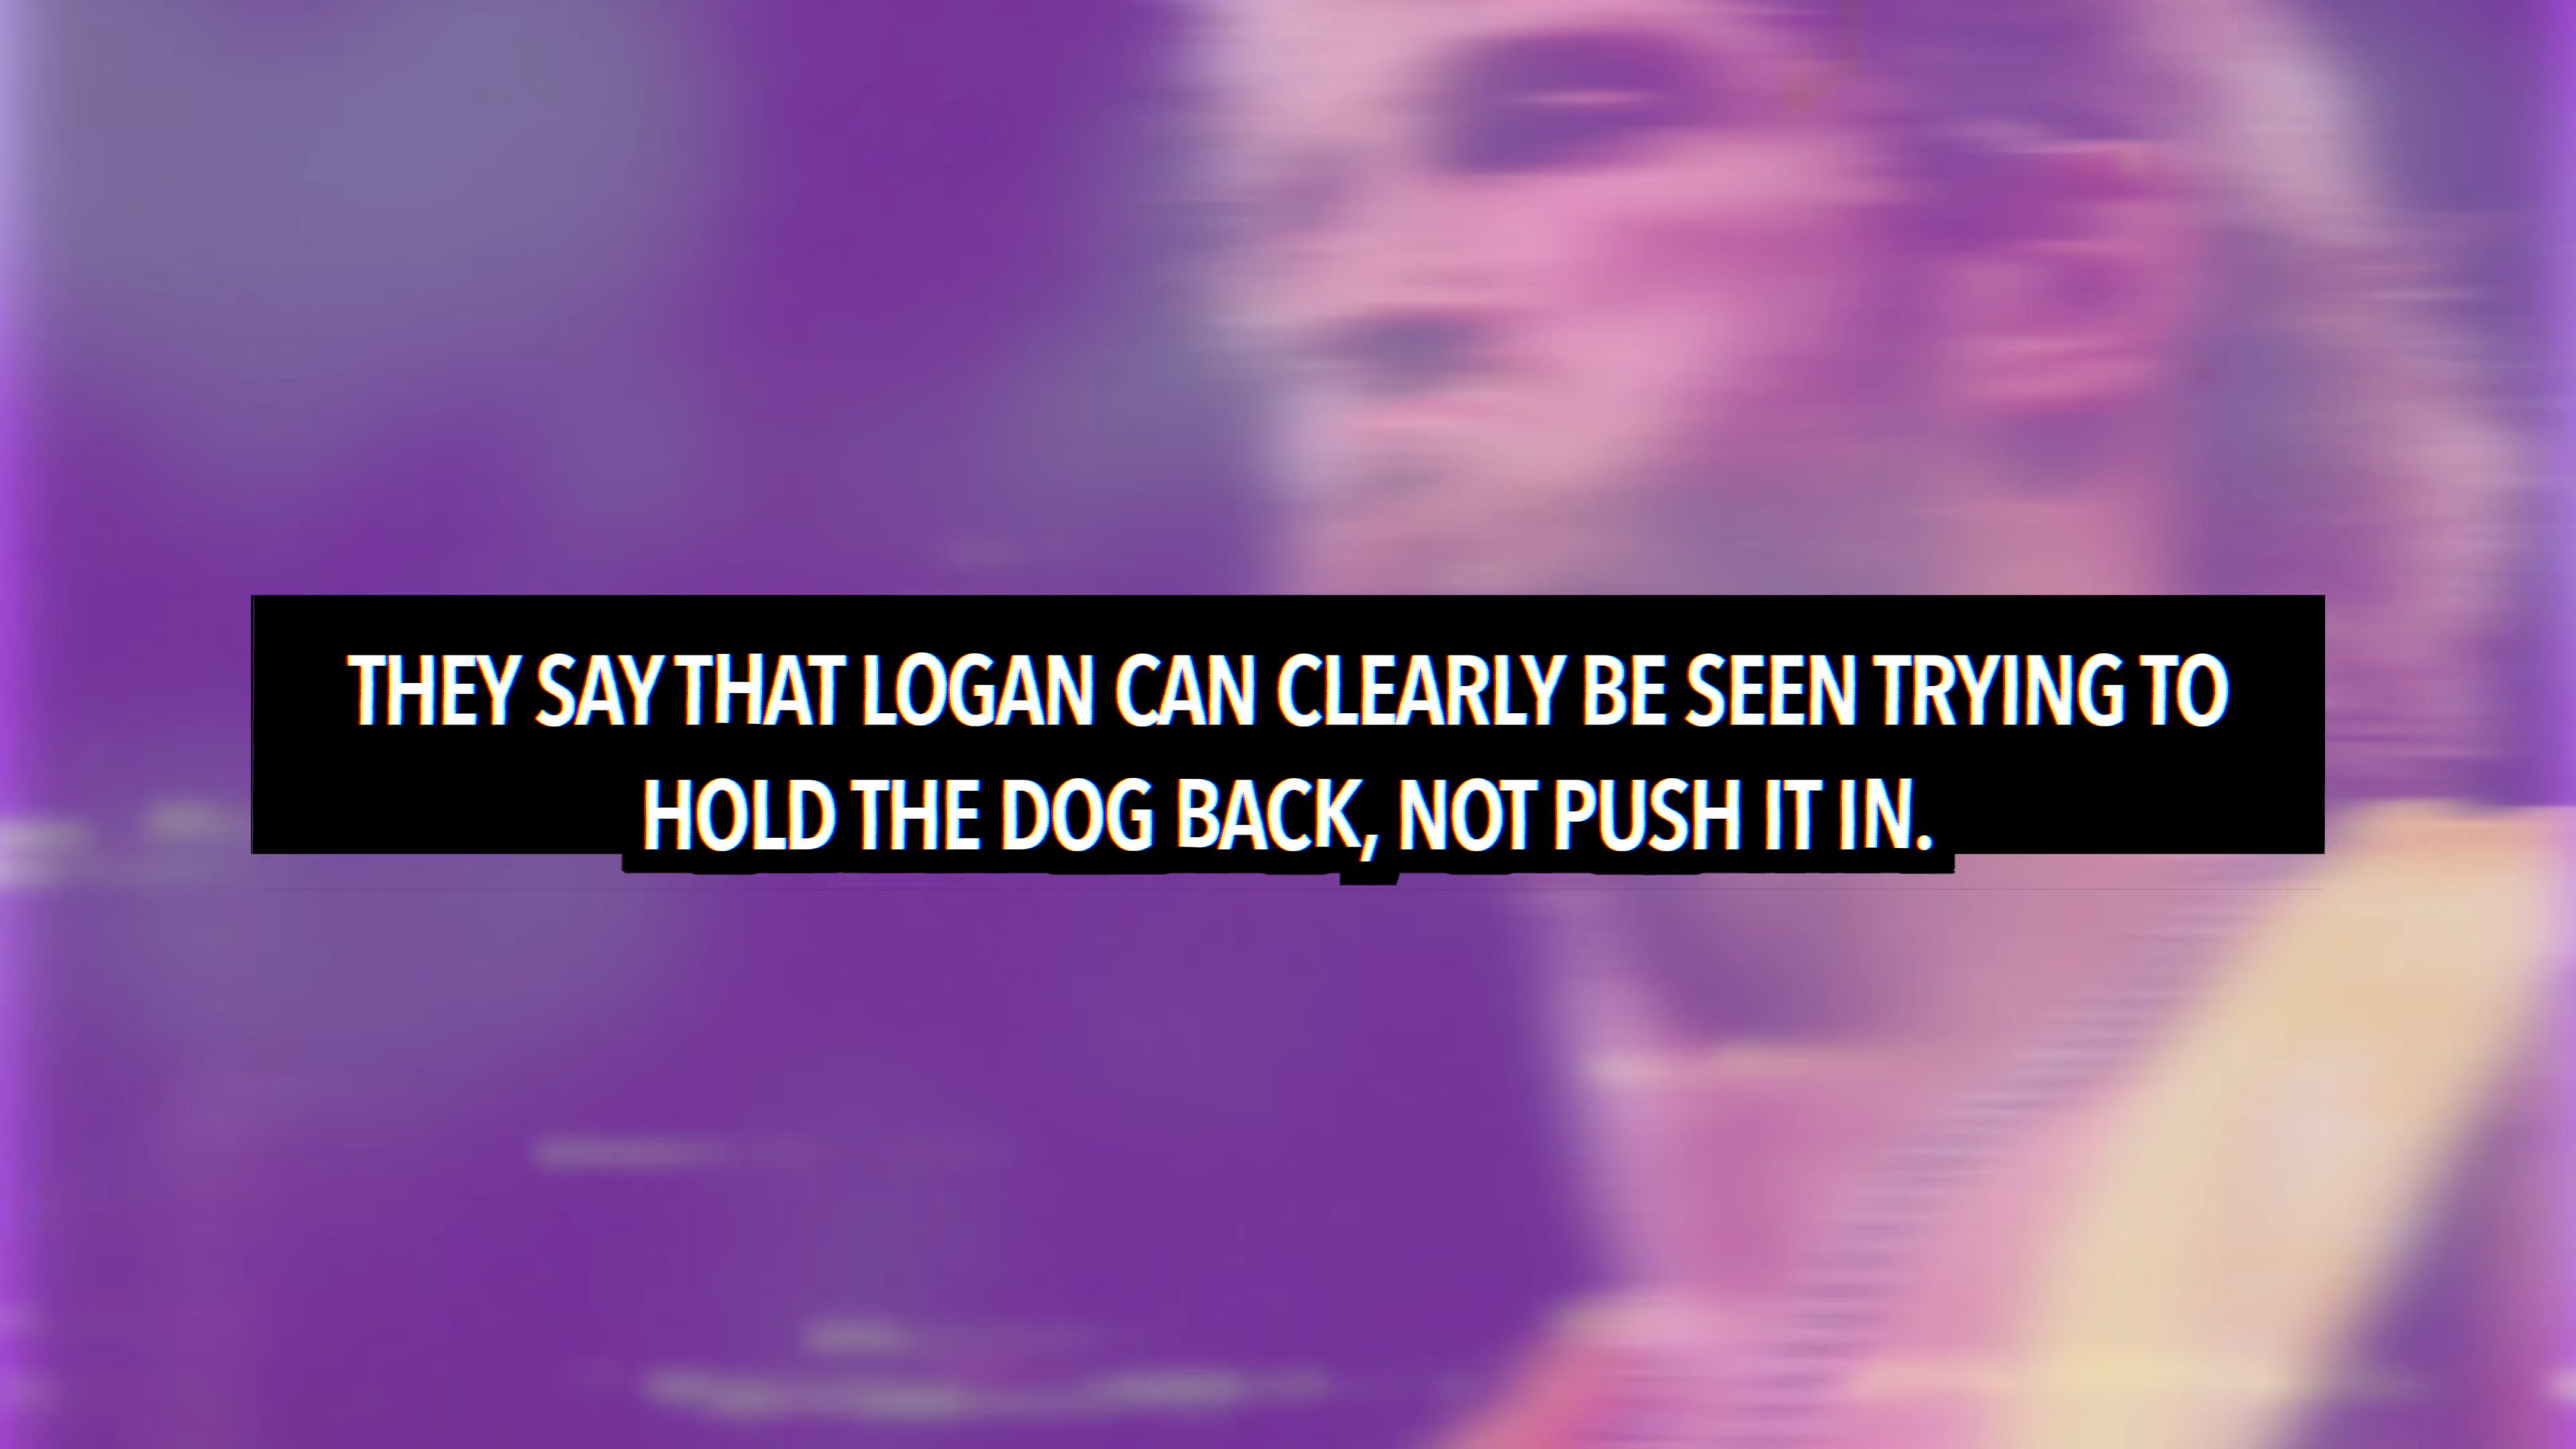 THEY SAY THAT LOGAN CAN CLEARLY BE SEEN TRYING TO
HOLD THE DOG BACK, NOT PUSH IT IN.